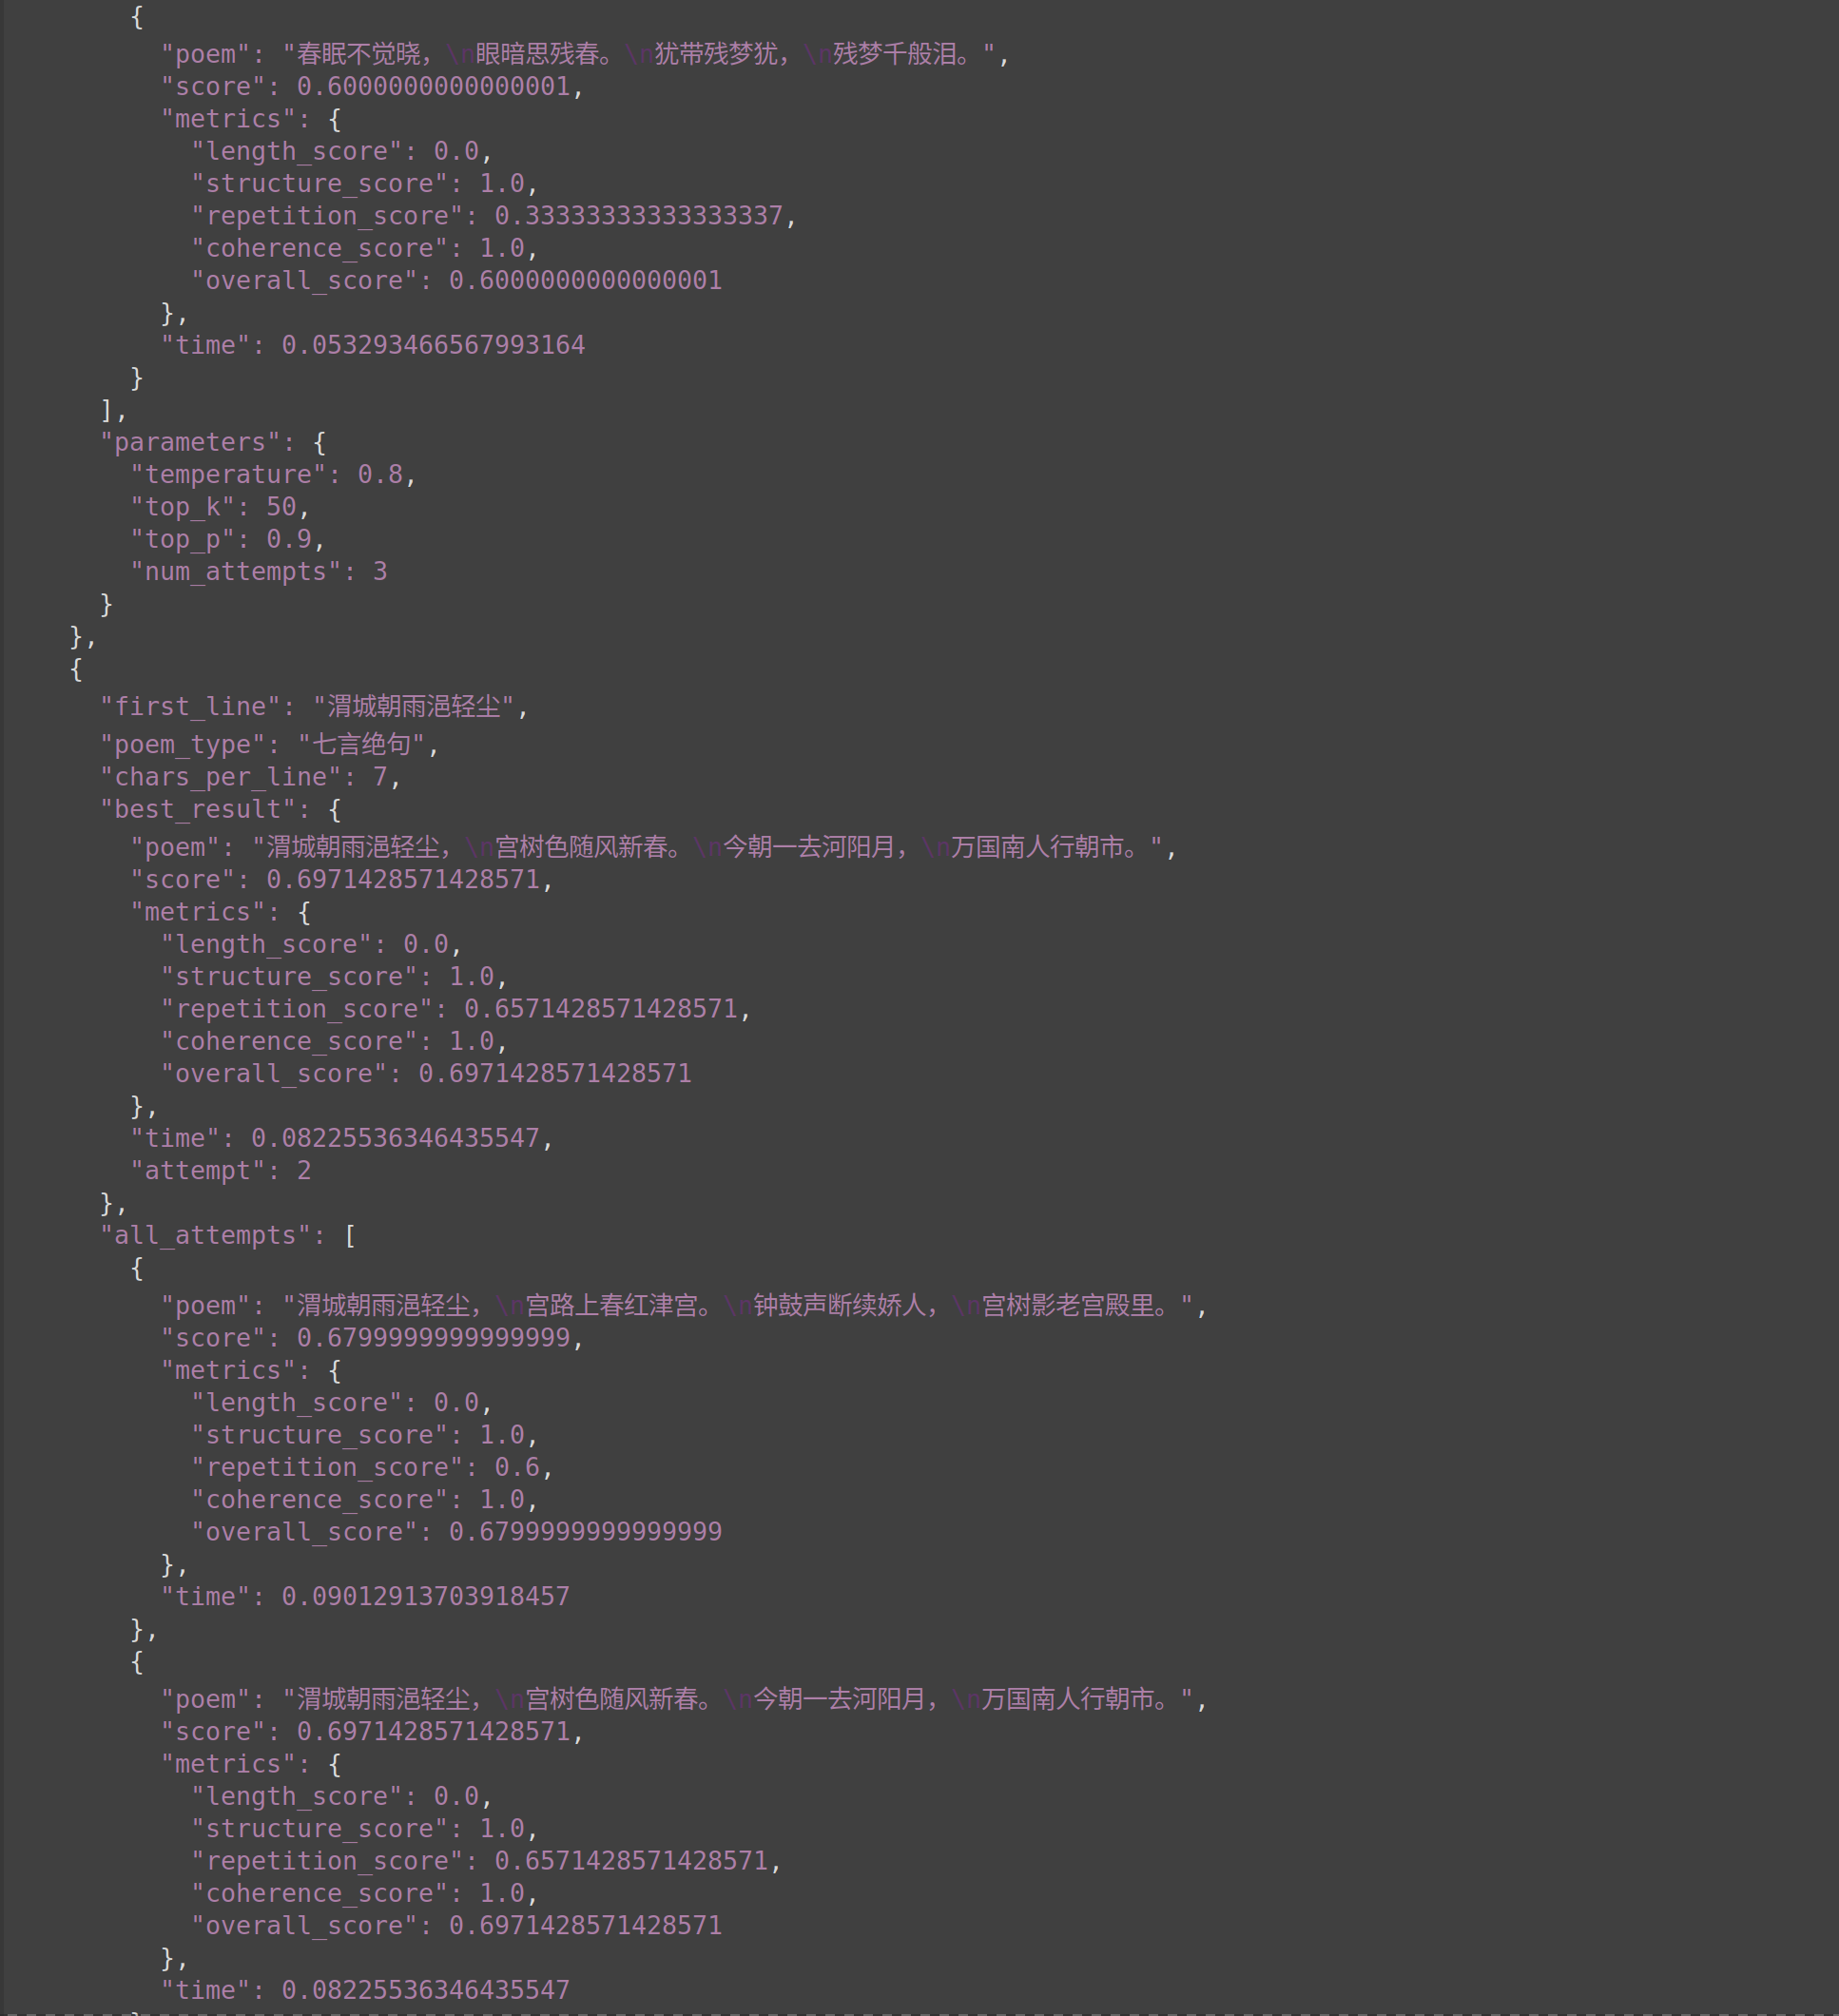 {
"poem": "春眠不觉晓，\n眼暗思残春。\n犹带残梦犹，\n残梦千般泪。",
"score": 0.6000000000000001,
"metrics": {
"length_score": 0.0,
"structure_score": 1.0,
"repetition_score": 0.33333333333333337,
"coherence_score": 1.0,
"overall_score": 0.6000000000000001
},
"time": 0.053293466567993164
}
],
"parameters": {
"temperature": 0.8,
"top_k": 50,
"top_p": 0.9,
"num_attempts": 3
}
},
{
"first_line": "渭城朝雨浥轻尘",
"poem_type": "七言绝句",
"chars_per_line": 7,
"best_result": {
"poem": "渭城朝雨浥轻尘，\n宫树色随风新春。\n今朝一去河阳月，\n万国南人行朝市。",
"score": 0.6971428571428571,
"metrics": {
"length_score": 0.0,
"structure_score": 1.0,
"repetition_score": 0.6571428571428571,
"coherence_score": 1.0,
"overall_score": 0.6971428571428571
},
"time": 0.08225536346435547,
"attempt": 2
},
"all_attempts": [
{
"poem": "渭城朝雨浥轻尘，\n宫路上春红津宫。\n钟鼓声断续娇人，\n宫树影老宫殿里。",
"score": 0.6799999999999999,
"metrics": {
"length_score": 0.0,
"structure_score": 1.0,
"repetition_score": 0.6,
"coherence_score": 1.0,
"overall_score": 0.6799999999999999
},
"time": 0.09012913703918457
},
{
"poem": "渭城朝雨浥轻尘，\n宫树色随风新春。\n今朝一去河阳月，\n万国南人行朝市。",
"score": 0.6971428571428571,
"metrics": {
"length_score": 0.0,
"structure_score": 1.0,
"repetition_score": 0.6571428571428571,
"coherence_score": 1.0,
"overall_score": 0.6971428571428571
},
"time": 0.08225536346435547